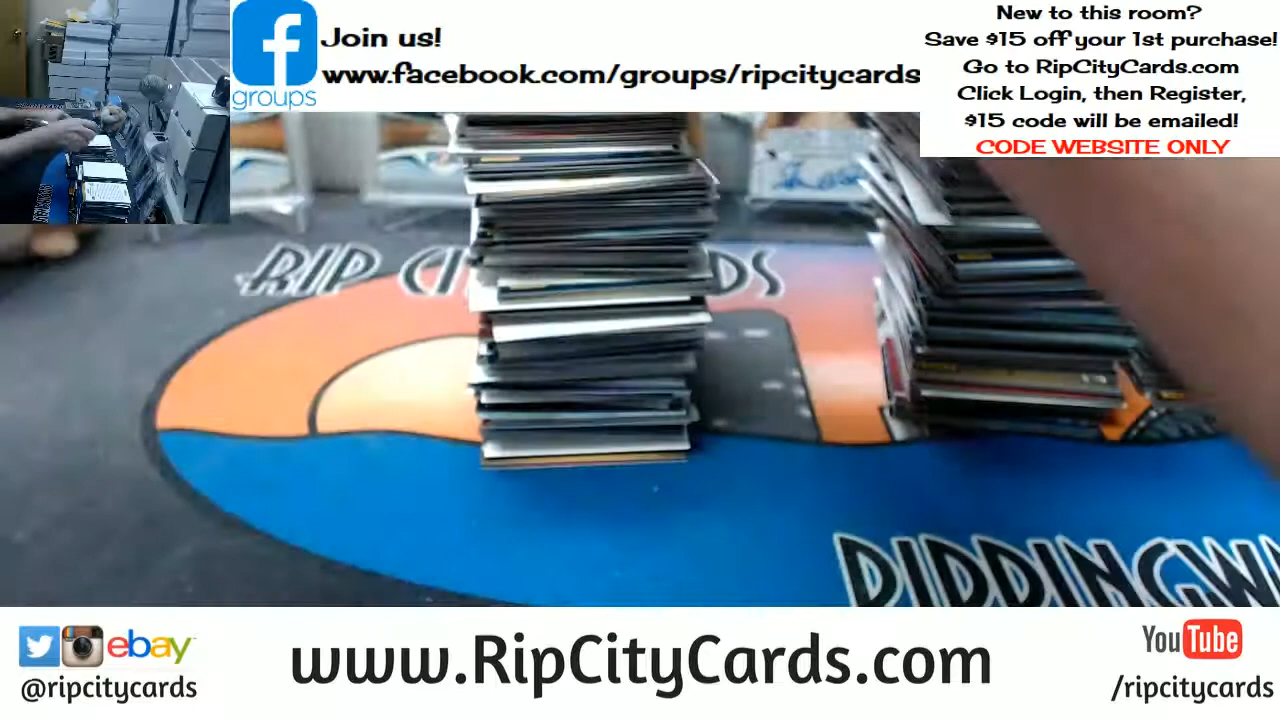 Join us!
www.facebook.com/groups/ripcitycards
groups
New to this room?
Save $15 off your 1st purchase!
Go to RipCityCards.com
Click Login, then Register,
$15 code will be emailed!
CODE WEBSITE ONLY
RIP
DIDDINGW
ebay
@ripcitycards
www.RipCityCards.com
YouTube
/ripcitycards